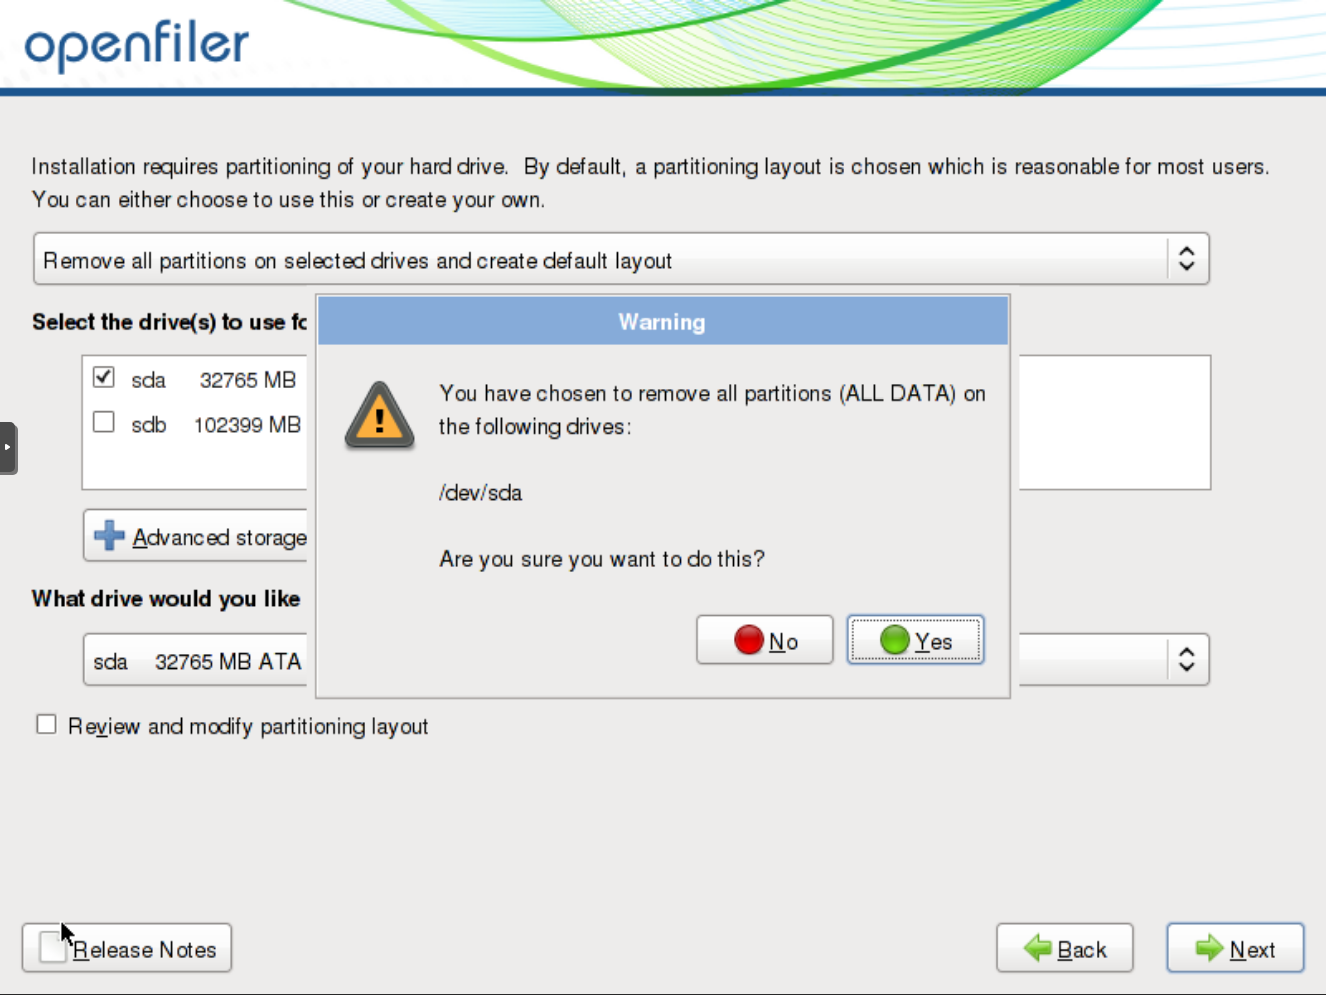 openfiler
Installation requires partitioning of your hard drive.  By default, a partitioning layout is chosen which is reasonable for most users.
You can either choose to use this or create your own.
Remove all partitions on selected drives and create default layout
Select the drive(s) to use fo
Warning
sda 32765 MB
sdb 102399 MB
You have chosen to remove all partitions (ALL DATA) on
the following drives:
/dev/sda
Are you sure you want to do this?
No Yes
Advanced storage
What drive would you like
sda 32765 MB ATA
Review and modify partitioning layout
Release Notes Back Next